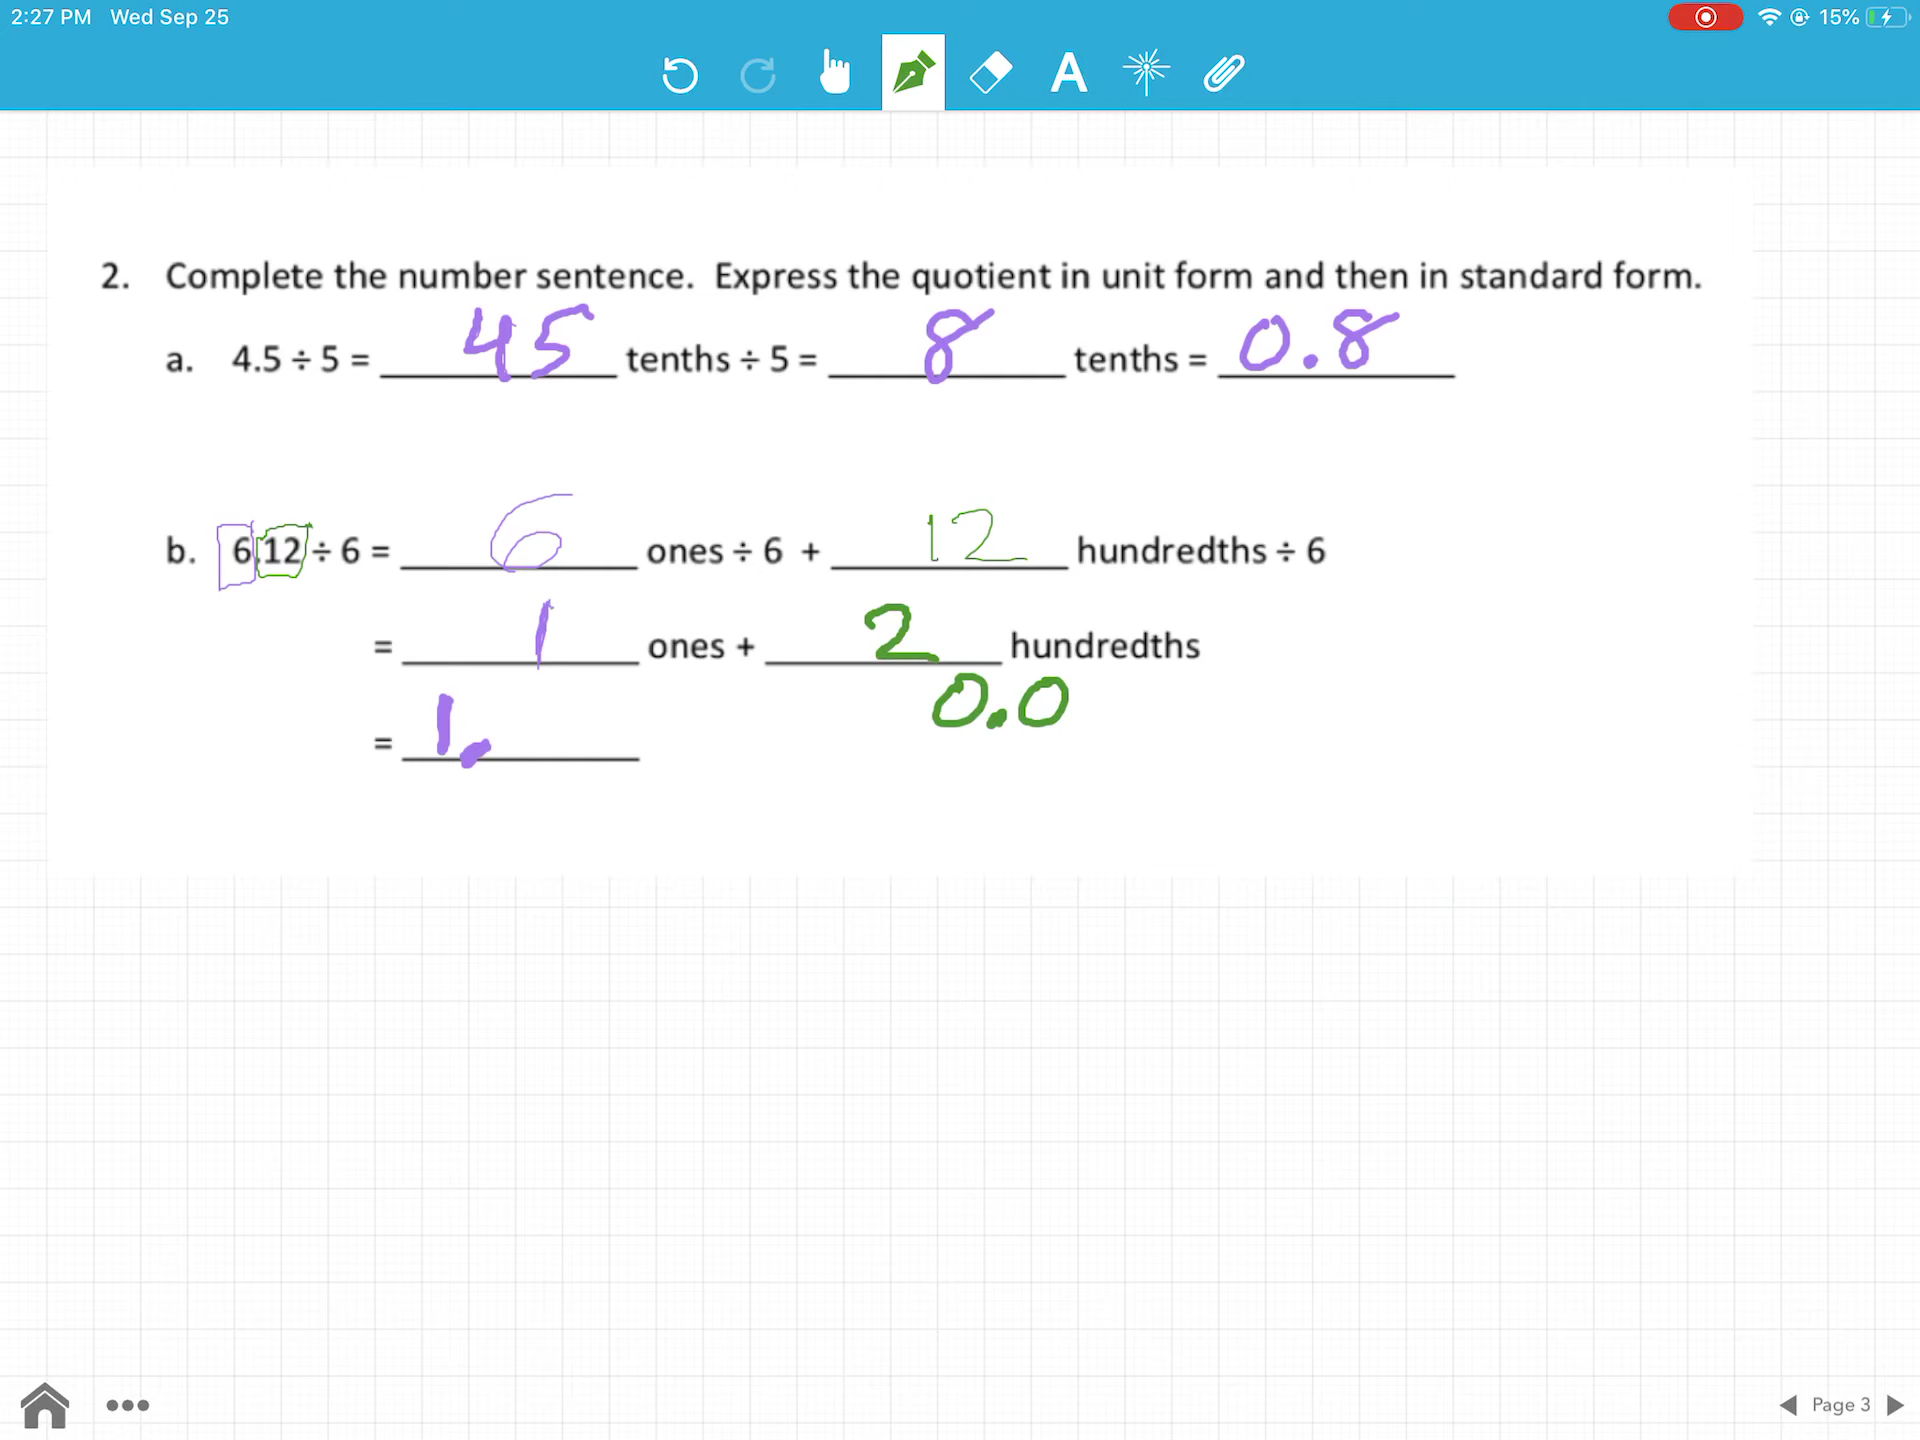 2:27 PM Wed Sep 25 15%
A
2. Complete the number sentence. Express the quotient in unit form and then in standard form.
a. 4.5 ÷ 5 = 45 tenths ÷ 5 = 8 tenths = 0.8
b. 6.12 ÷ 6 = 6 ones ÷ 6 + 12 hundredths ÷ 6
= 1 ones + 2 hundredths
0.0
= 1.
Page 3